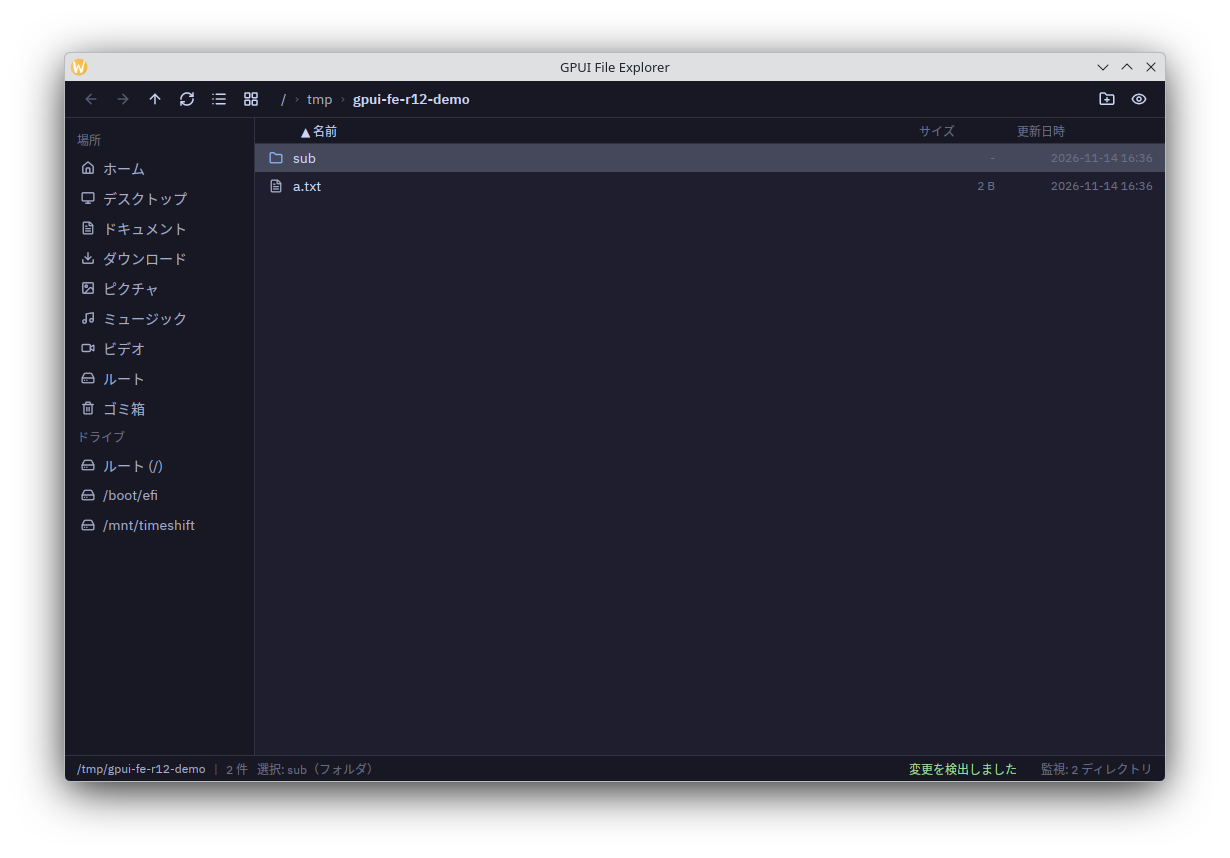 GPUI File Explorer
/ › tmp › gpui-fe-r12-demo
場所
ホーム
デスクトップ
ドキュメント
ダウンロード
ピクチャ
ミュージック
ビデオ
ルート
ゴミ箱
ドライブ
ルート (/)
/boot/efi
/mnt/timeshift
▲名前 サイズ 更新日時
sub - 2026-11-14 16:36
a.txt 2 B 2026-11-14 16:36
/tmp/gpui-fe-r12-demo | 2 件 選択: sub（フォルダ） 変更を検出しました 監視: 2 ディレクトリ